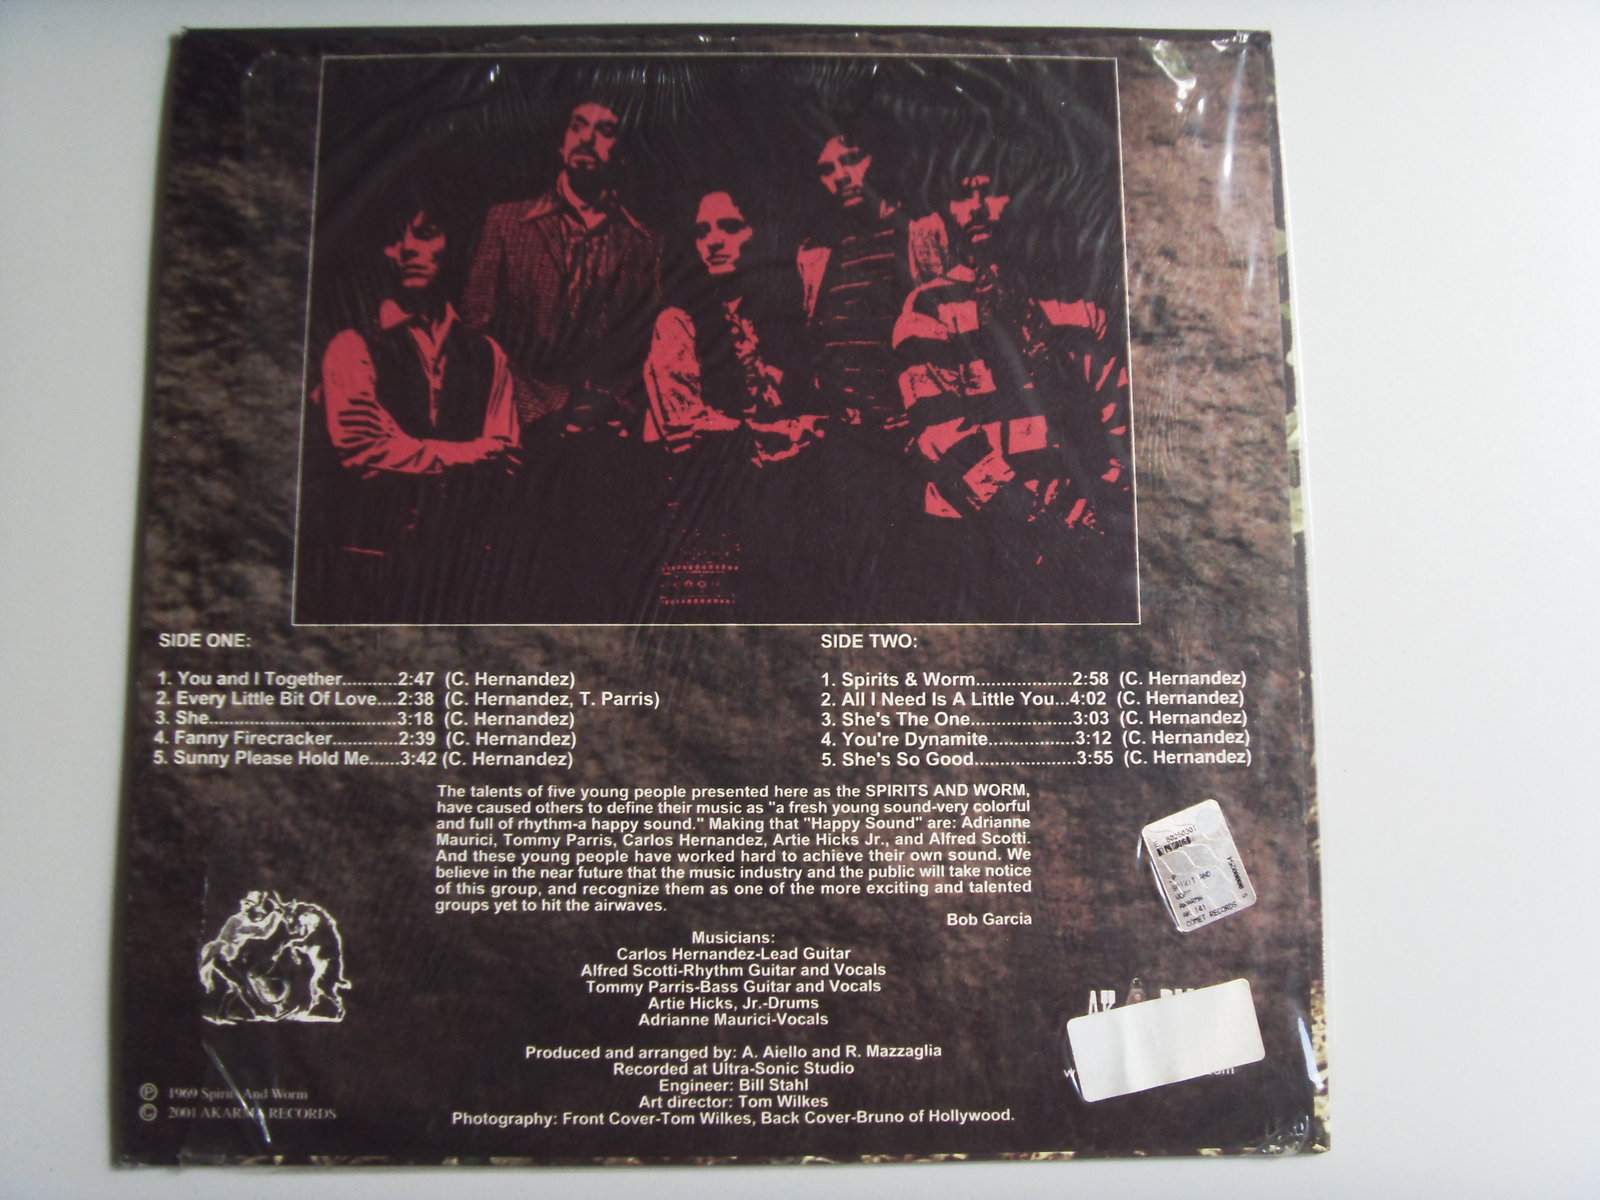 SIDE ONE:
1. You and I Together...........2:47 (C. Hernandez)
2. Every Little Bit Of Love....2:38 (C. Hernandez, T. Parris)
3. She.....................................3:18 (C. Hernandez)
4. Fanny Firecracker.............2:39 (C. Hernandez)
5. Sunny Please Hold Me......3:42 (C. Hernandez)
SIDE TWO:
1. Spirits & Worm...................2:58 (C. Hernandez)
2. All I Need Is A Little You...4:02 (C. Hernandez)
3. She's The One....................3:03 (C. Hernandez)
4. You're Dynamite.................3:12 (C. Hernandez)
5. She's So Good....................3:55 (C. Hernandez)
The talents of five young people presented here as the SPIRITS AND WORM,
have caused others to define their music as "a fresh young sound-very colorful
and full of rhythm-a happy sound." Making that "Happy Sound" are: Adrianne
Maurici, Tommy Parris, Carlos Hernandez, Artie Hicks Jr., and Alfred Scotti.
And these young people have worked hard to achieve their own sound. We
believe in the near future that the music industry and the public will take notice
of this group, and recognize them as one of the more exciting and talented
groups yet to hit the airwaves.
Bob Garcia
Musicians:
Carlos Hernandez-Lead Guitar
Alfred Scotti-Rhythm Guitar and Vocals
Tommy Parris-Bass Guitar and Vocals
Artie Hicks, Jr.-Drums
Adrianne Maurici-Vocals
Produced and arranged by: A. Aiello and R. Mazzaglia
Recorded at Ultra-Sonic Studio
Engineer: Bill Stahl
Art director: Tom Wilkes
Photography: Front Cover-Tom Wilkes, Back Cover-Bruno of Hollywood.
℗ 1969 Spirits And Worm
© 2001 AKARMA RECORDS
SPIRIT AND
AKARMA
AK 141
COMET RECORDS